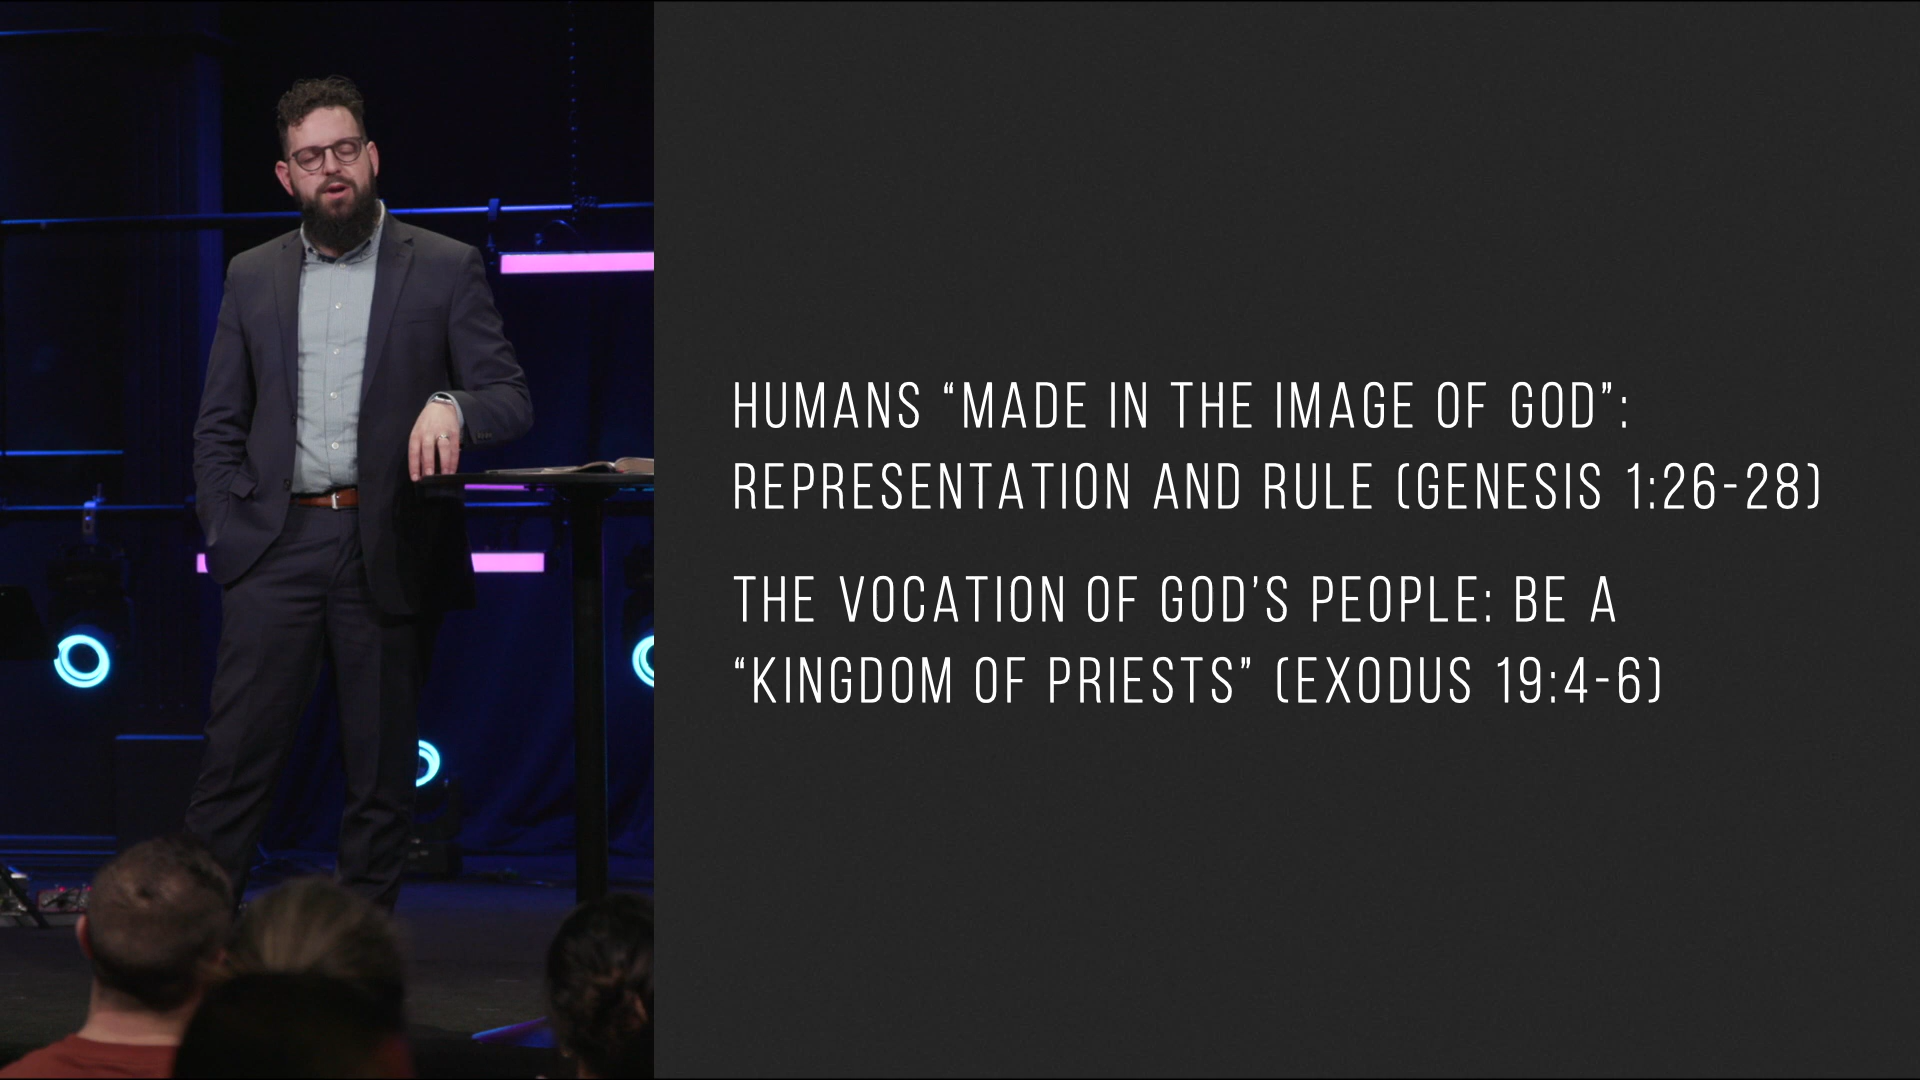 HUMANS “MADE IN THE IMAGE OF GOD”:
REPRESENTATION AND RULE (GENESIS 1:26-28)
THE VOCATION OF GOD’S PEOPLE: BE A
“KINGDOM OF PRIESTS” (EXODUS 19:4-6)